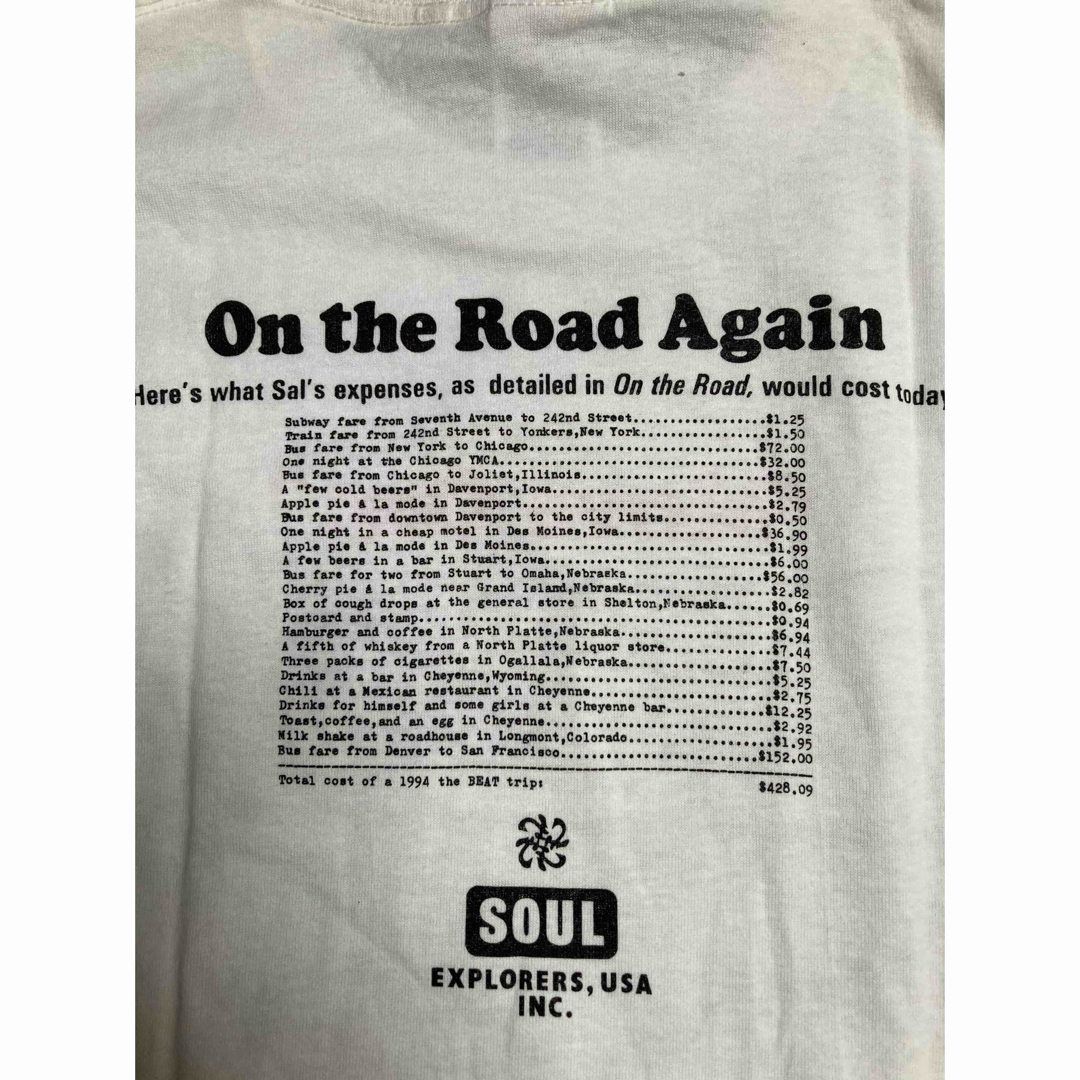 On the Road Again
Here's what Sal's expenses, as detailed in On the Road, would cost today
Subway fare from Seventh Avenue to 242nd Street..................$1.25
Train fare from 242nd Street to Yonkers,New York.................$1.50
Bus fare from New York to Chicago................................$72.00
One night at the Chicago YMCA....................................$32.00
Bus fare from Chicago to Joliet,Illinois..........................$8.50
A "few cold beers" in Davenport,Iowa..............................$5.25
Apple pie à la mode in Davenport..................................$2.79
Bus fare from downtown Davenport to the city limits..............$0.50
One night in a cheap motel in Des Moines,Iowa....................$36.90
Apple pie à la mode in Des Moines.................................$1.99
A few beers in a bar in Stuart,Iowa...............................$6.00
Bus fare for two from Stuart to Omaha,Nebraska...................$56.00
Cherry pie à la mode near Grand Island,Nebraska..................$2.82
Box of cough drops at the general store in Shelton,Nebraska......$0.69
Postcard and stamp................................................$0.94
Hamburger and coffee in North Platte,Nebraska....................$6.94
A fifth of whiskey from a North Platte liquor store..............$7.44
Three packs of cigarettes in Ogallala,Nebraska...................$7.50
Drinks at a bar in Cheyenne,Wyoming...............................$5.25
Chili at a Mexican restaurant in Cheyenne.........................$2.75
Drinks for himself and some girls at a Cheyenne bar..............$12.25
Toast,coffee,and an egg in Cheyenne...............................$2.92
Milk shake at a roadhouse in Longmont,Colorado...................$1.95
Bus fare from Denver to San Francisco............................$152.00
Total cost of a 1994 the BEAT trip: $428.09
SOUL
EXPLORERS, USA
INC.